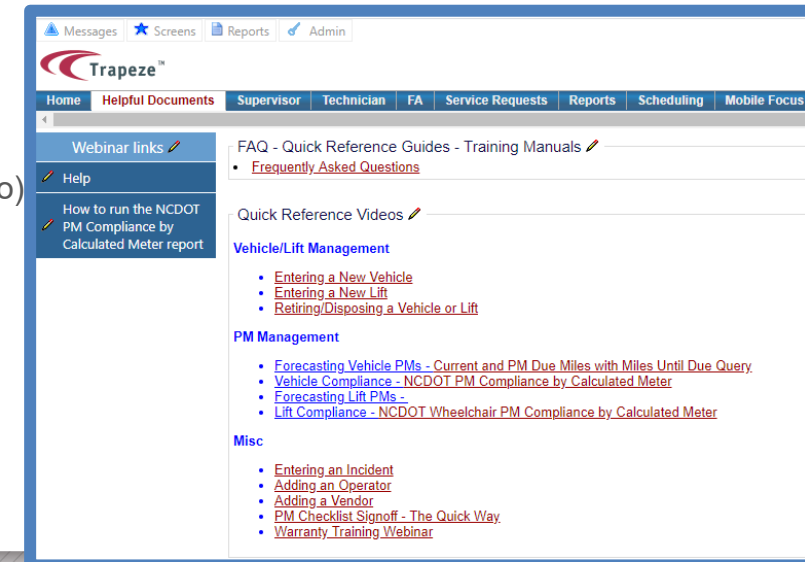 Messages Screens Reports Admin
Trapeze™
Home Helpful Documents Supervisor Technician FA Service Requests Reports Scheduling Mobile Focus
o)
Webinar links
Help
How to run the NCDOT
PM Compliance by
Calculated Meter report
FAQ - Quick Reference Guides - Training Manuals
• Frequently Asked Questions
Quick Reference Videos
Vehicle/Lift Management
• Entering a New Vehicle
• Entering a New Lift
• Retiring/Disposing a Vehicle or Lift
PM Management
• Forecasting Vehicle PMs - Current and PM Due Miles with Miles Until Due Query
• Vehicle Compliance - NCDOT PM Compliance by Calculated Meter
• Forecasting Lift PMs -
• Lift Compliance - NCDOT Wheelchair PM Compliance by Calculated Meter
Misc
• Entering an Incident
• Adding an Operator
• Adding a Vendor
• PM Checklist Signoff - The Quick Way
• Warranty Training Webinar